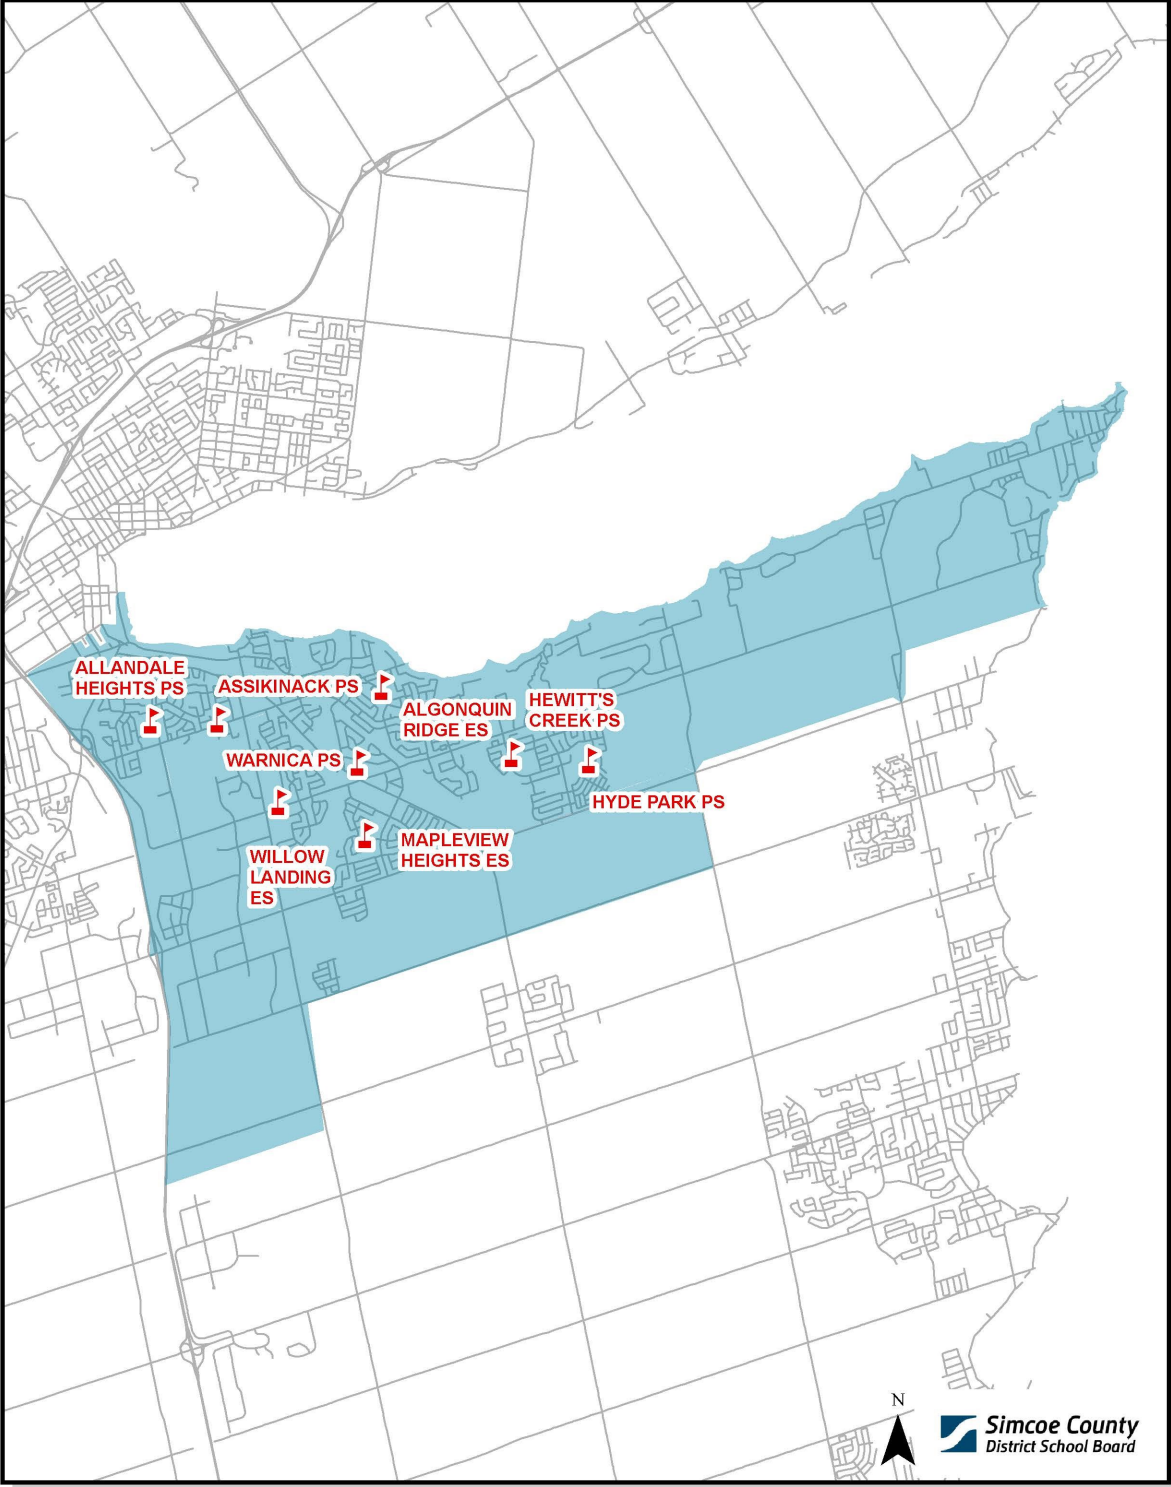 ALLANDALE
HEIGHTS PS
ASSIKINACK PS
ALGONQUIN
RIDGE ES
HEWITT'S
CREEK PS
WARNICA PS
HYDE PARK PS
WILLOW
LANDING
ES
MAPLEVIEW
HEIGHTS ES
N
Simcoe County
District School Board